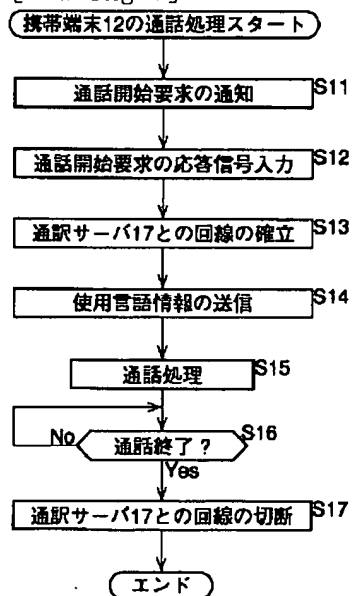 携帯端末12の通話処理スタート
通話開始要求の通知 S11
通話開始要求の応答信号入力 S12
通訳サーバ17との回線の確立 S13
使用言語情報の送信 S14
通話処理 S15
No 通話終了? S16
Yes
通訳サーバ17との回線の切断 S17
エンド